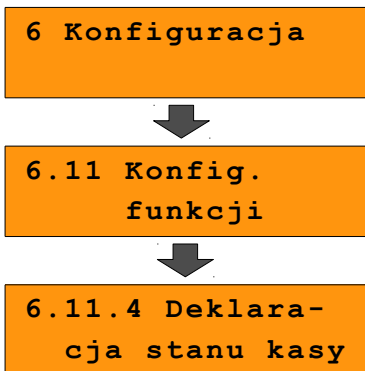 6 Konfiguracja
6.11 Konfig.
funkcji
6.11.4 Deklara-
cja stanu kasy